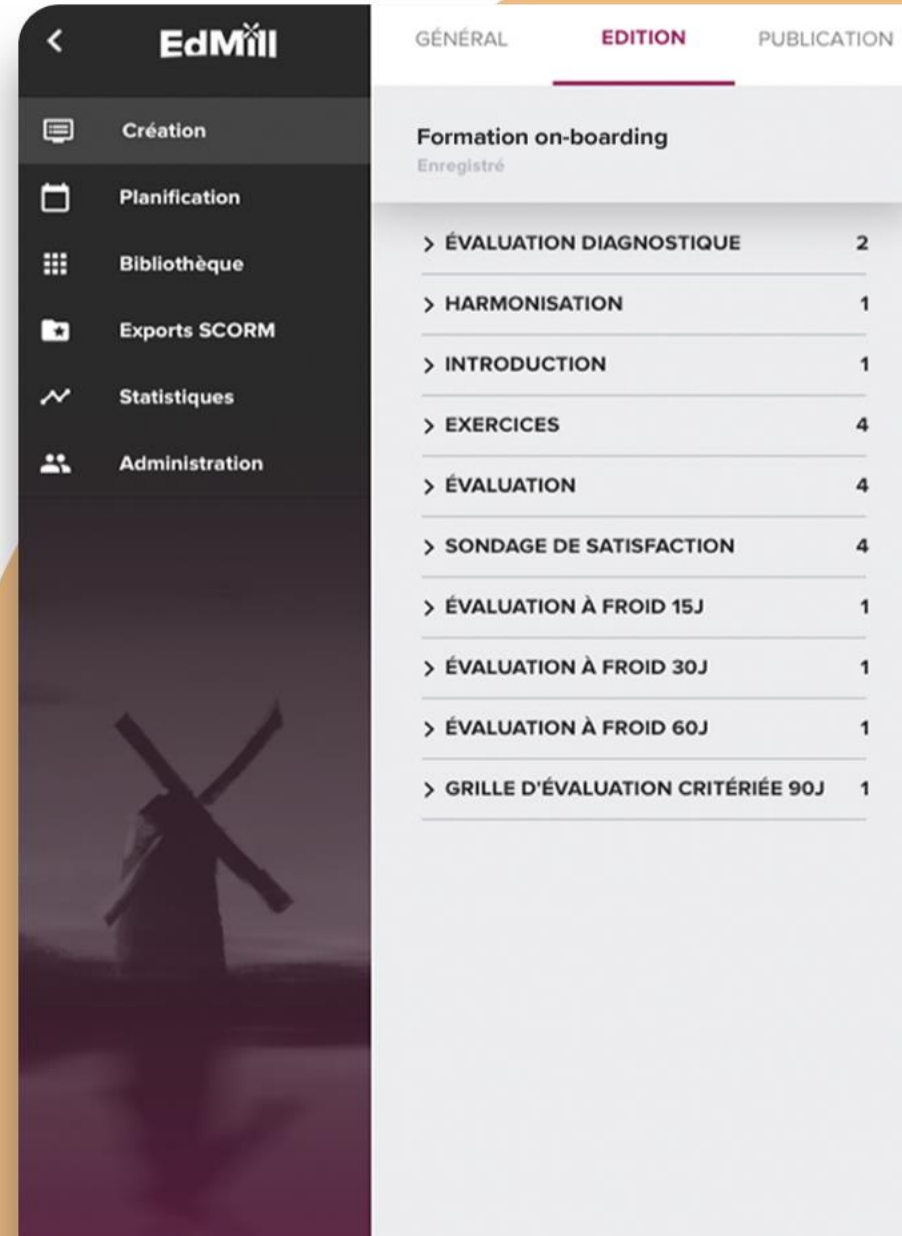 EdMill
Création
Planification
Bibliothèque
Exports SCORM
Statistiques
Administration
GÉNÉRAL EDITION PUBLICATION
Formation on-boarding
Enregistré
> ÉVALUATION DIAGNOSTIQUE 2
> HARMONISATION 1
> INTRODUCTION 1
> EXERCICES 4
> ÉVALUATION 4
> SONDAGE DE SATISFACTION 4
> ÉVALUATION À FROID 15J 1
> ÉVALUATION À FROID 30J 1
> ÉVALUATION À FROID 60J 1
> GRILLE D'ÉVALUATION CRITÉRIÉE 90J 1